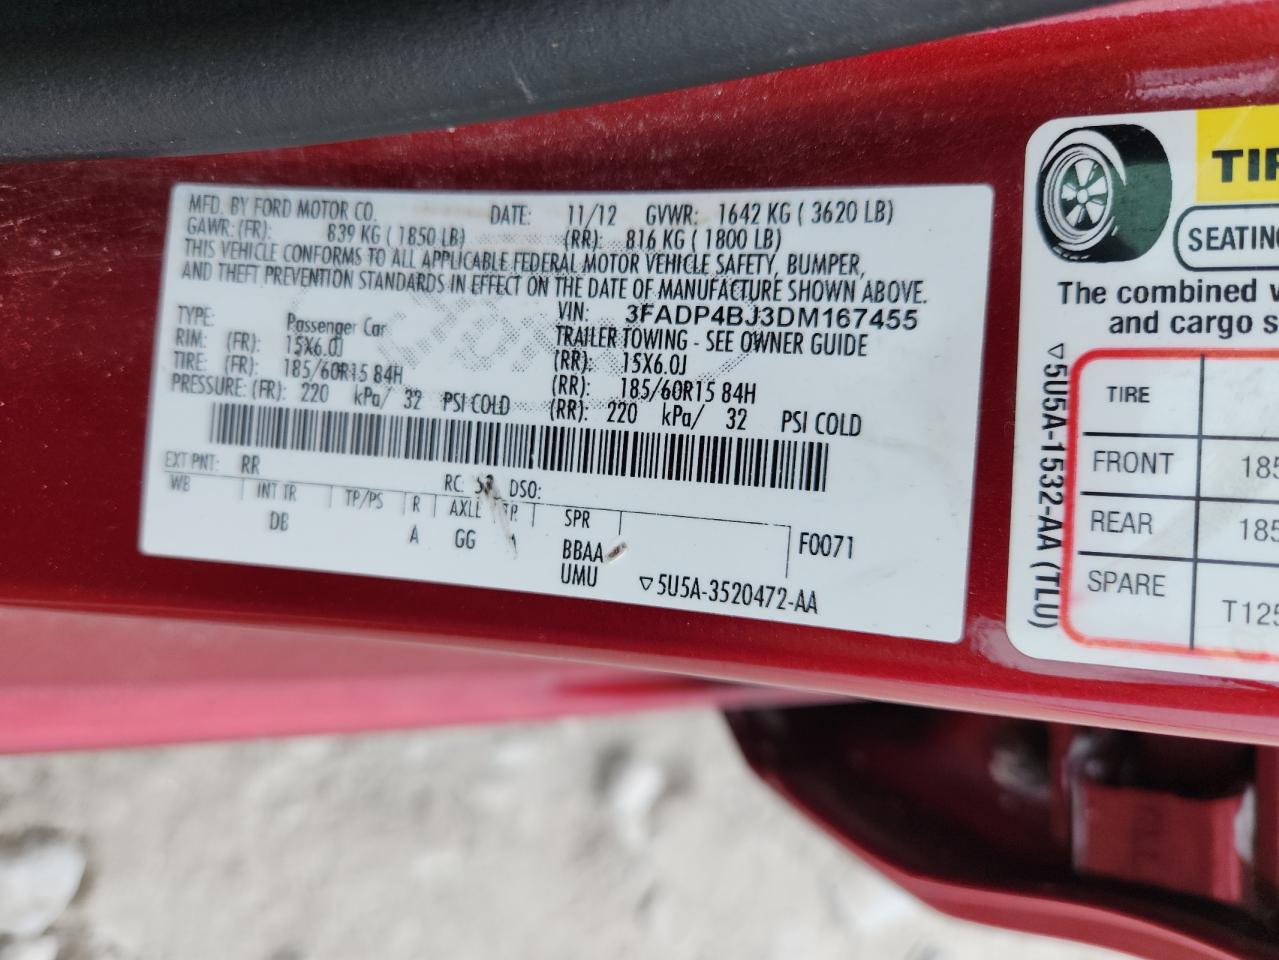 MFD. BY FORD MOTOR CO. DATE: 11/12 GVWR: 1642 KG ( 3620 LB)
GAWR: (FR): 839 KG ( 1850 LB) (RR): 816 KG ( 1800 LB)
THIS VEHICLE CONFORMS TO ALL APPLICABLE FEDERAL MOTOR VEHICLE SAFETY, BUMPER,
AND THEFT PREVENTION STANDARDS IN EFFECT ON THE DATE OF MANUFACTURE SHOWN ABOVE.
VIN: 3FADP4BJ3DM167455
TYPE: Passenger Car TRAILER TOWING - SEE OWNER GUIDE
RIM: (FR): 15X6.0J (RR): 15X6.0J
TIRE: (FR): 185/60R15 84H (RR): 185/60R15 84H
PRESSURE: (FR): 220 kPa/ 32 PSI COLD (RR): 220 kPa/ 32 PSI COLD
EXT PNT: RR RC: DSO:
WB INT TR TP/PS R AXLE SPR
DB A GG BBAA F0071
UMU ▽5U5A-3520472-AA
TIR
SEATING
The combined
and cargo s
▽5U5A-1532-AA (TLU)
TIRE
FRONT 185
REAR 185
SPARE T125